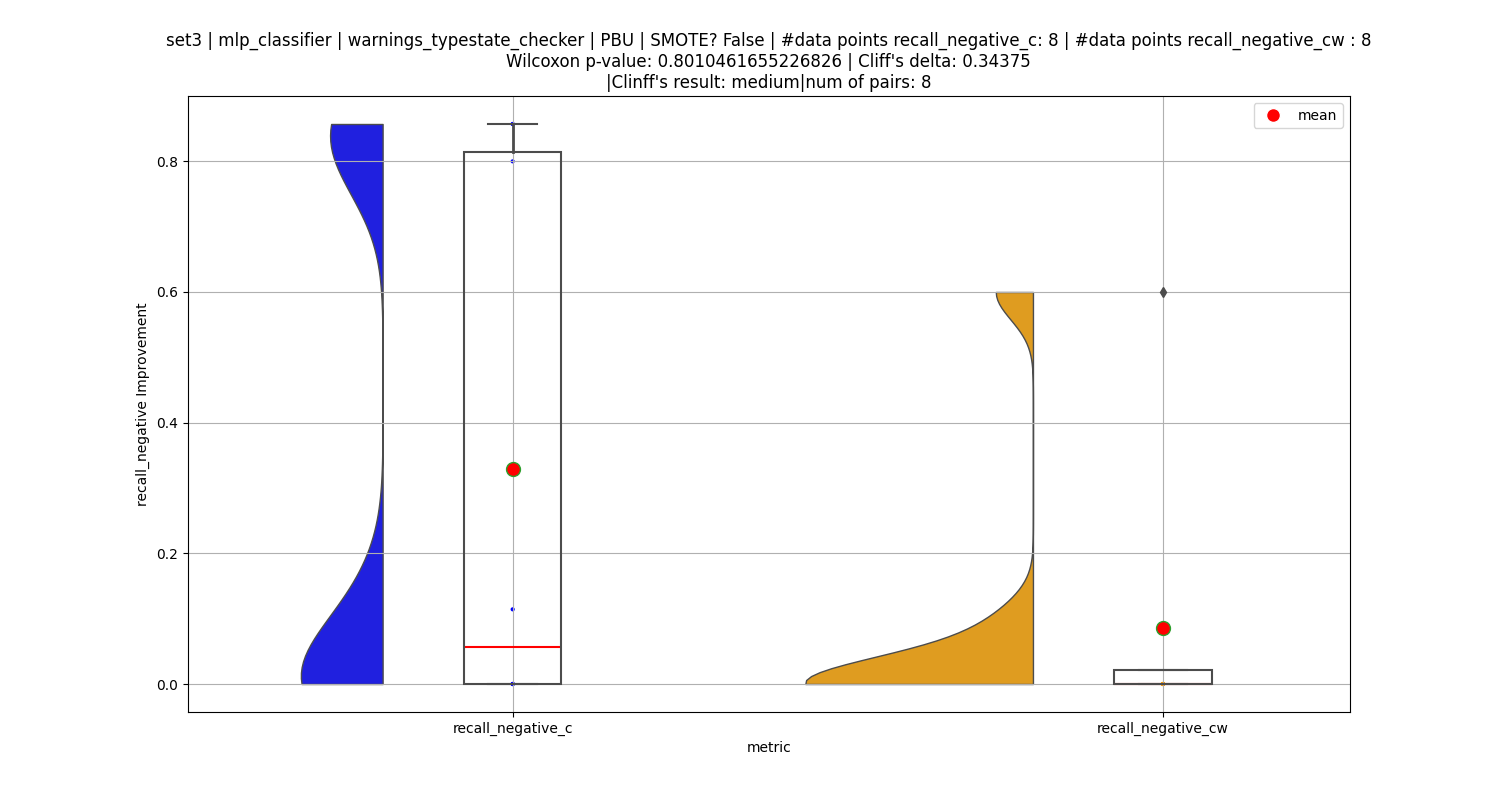 set3 | mlp_classifier | warnings_typestate_checker | PBU | SMOTE? False | #data points recall_negative_c: 8 | #data points recall_negative_cw : 8
Wilcoxon p-value: 0.8010461655226826 | Cliff's delta: 0.34375
|Clinff's result: medium|num of pairs: 8
mean
0.8
0.6
0.4
0.2
0.0
recall_negative Improvement
recall_negative_c
recall_negative_cw
metric